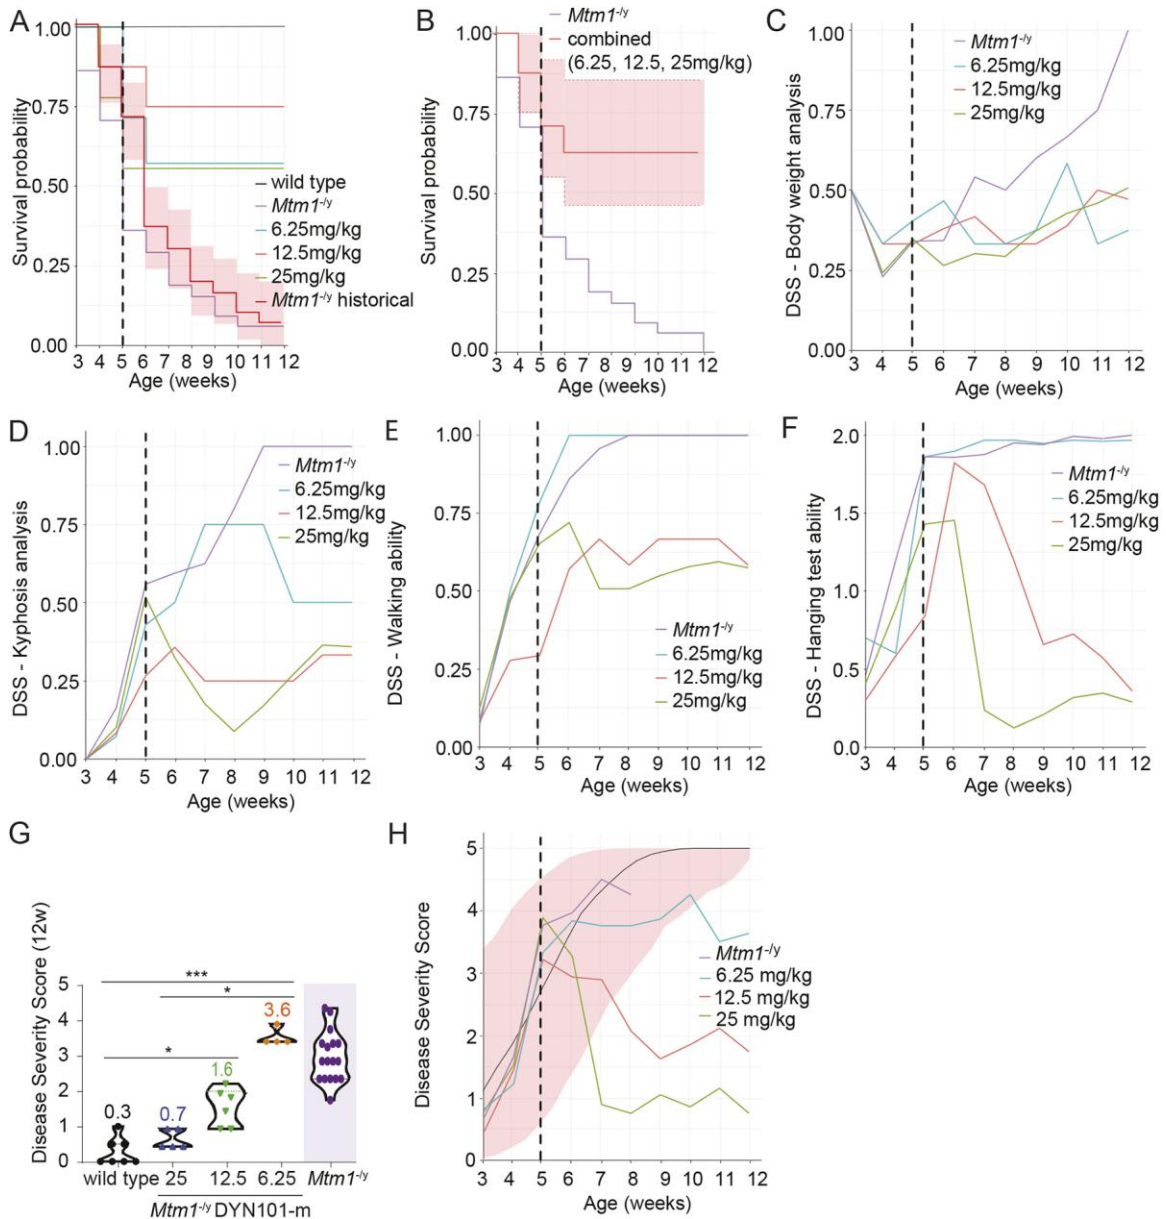 A
Survival probability
1.00
0.75
0.50
0.25
0.00
3 4 5 6 7 8 9 10 11 12
Age (weeks)
wild type
Mtm1-/y
6.25mg/kg
12.5mg/kg
25mg/kg
Mtm1-/y historical
B
Survival probability
1.00
0.75
0.50
0.25
0.00
3 4 5 6 7 8 9 10 11 12
Age (weeks)
Mtm1-/y
combined
(6.25, 12.5, 25mg/kg)
C
DSS - Body weight analysis
1.00
0.75
0.50
0.25
0.00
3 4 5 6 7 8 9 10 11 12
Age (weeks)
Mtm1-/y
6.25mg/kg
12.5mg/kg
25mg/kg
D
DSS - Kyphosis analysis
1.00
0.75
0.50
0.25
0.00
3 4 5 6 7 8 9 10 11 12
Age (weeks)
Mtm1-/y
6.25mg/kg
12.5mg/kg
25mg/kg
E
DSS - Walking ability
1.00
0.75
0.50
0.25
0.00
3 4 5 6 7 8 9 10 11 12
Age (weeks)
Mtm1-/y
6.25mg/kg
12.5mg/kg
25mg/kg
F
DSS - Hanging test ability
2.0
1.5
1.0
0.5
0.0
3 4 5 6 7 8 9 10 11 12
Age (weeks)
Mtm1-/y
6.25mg/kg
12.5mg/kg
25mg/kg
G
Disease Severity Score (12w)
5
4
3
2
1
0
***
*
*
0.3
0.7
1.6
3.6
wild type 25 12.5 6.25 Mtm1-/y
Mtm1-/y DYN101-m
H
Disease Severity Score
5
4
3
2
1
0
3 4 5 6 7 8 9 10 11 12
Age (weeks)
Mtm1-/y
6.25 mg/kg
12.5 mg/kg
25 mg/kg